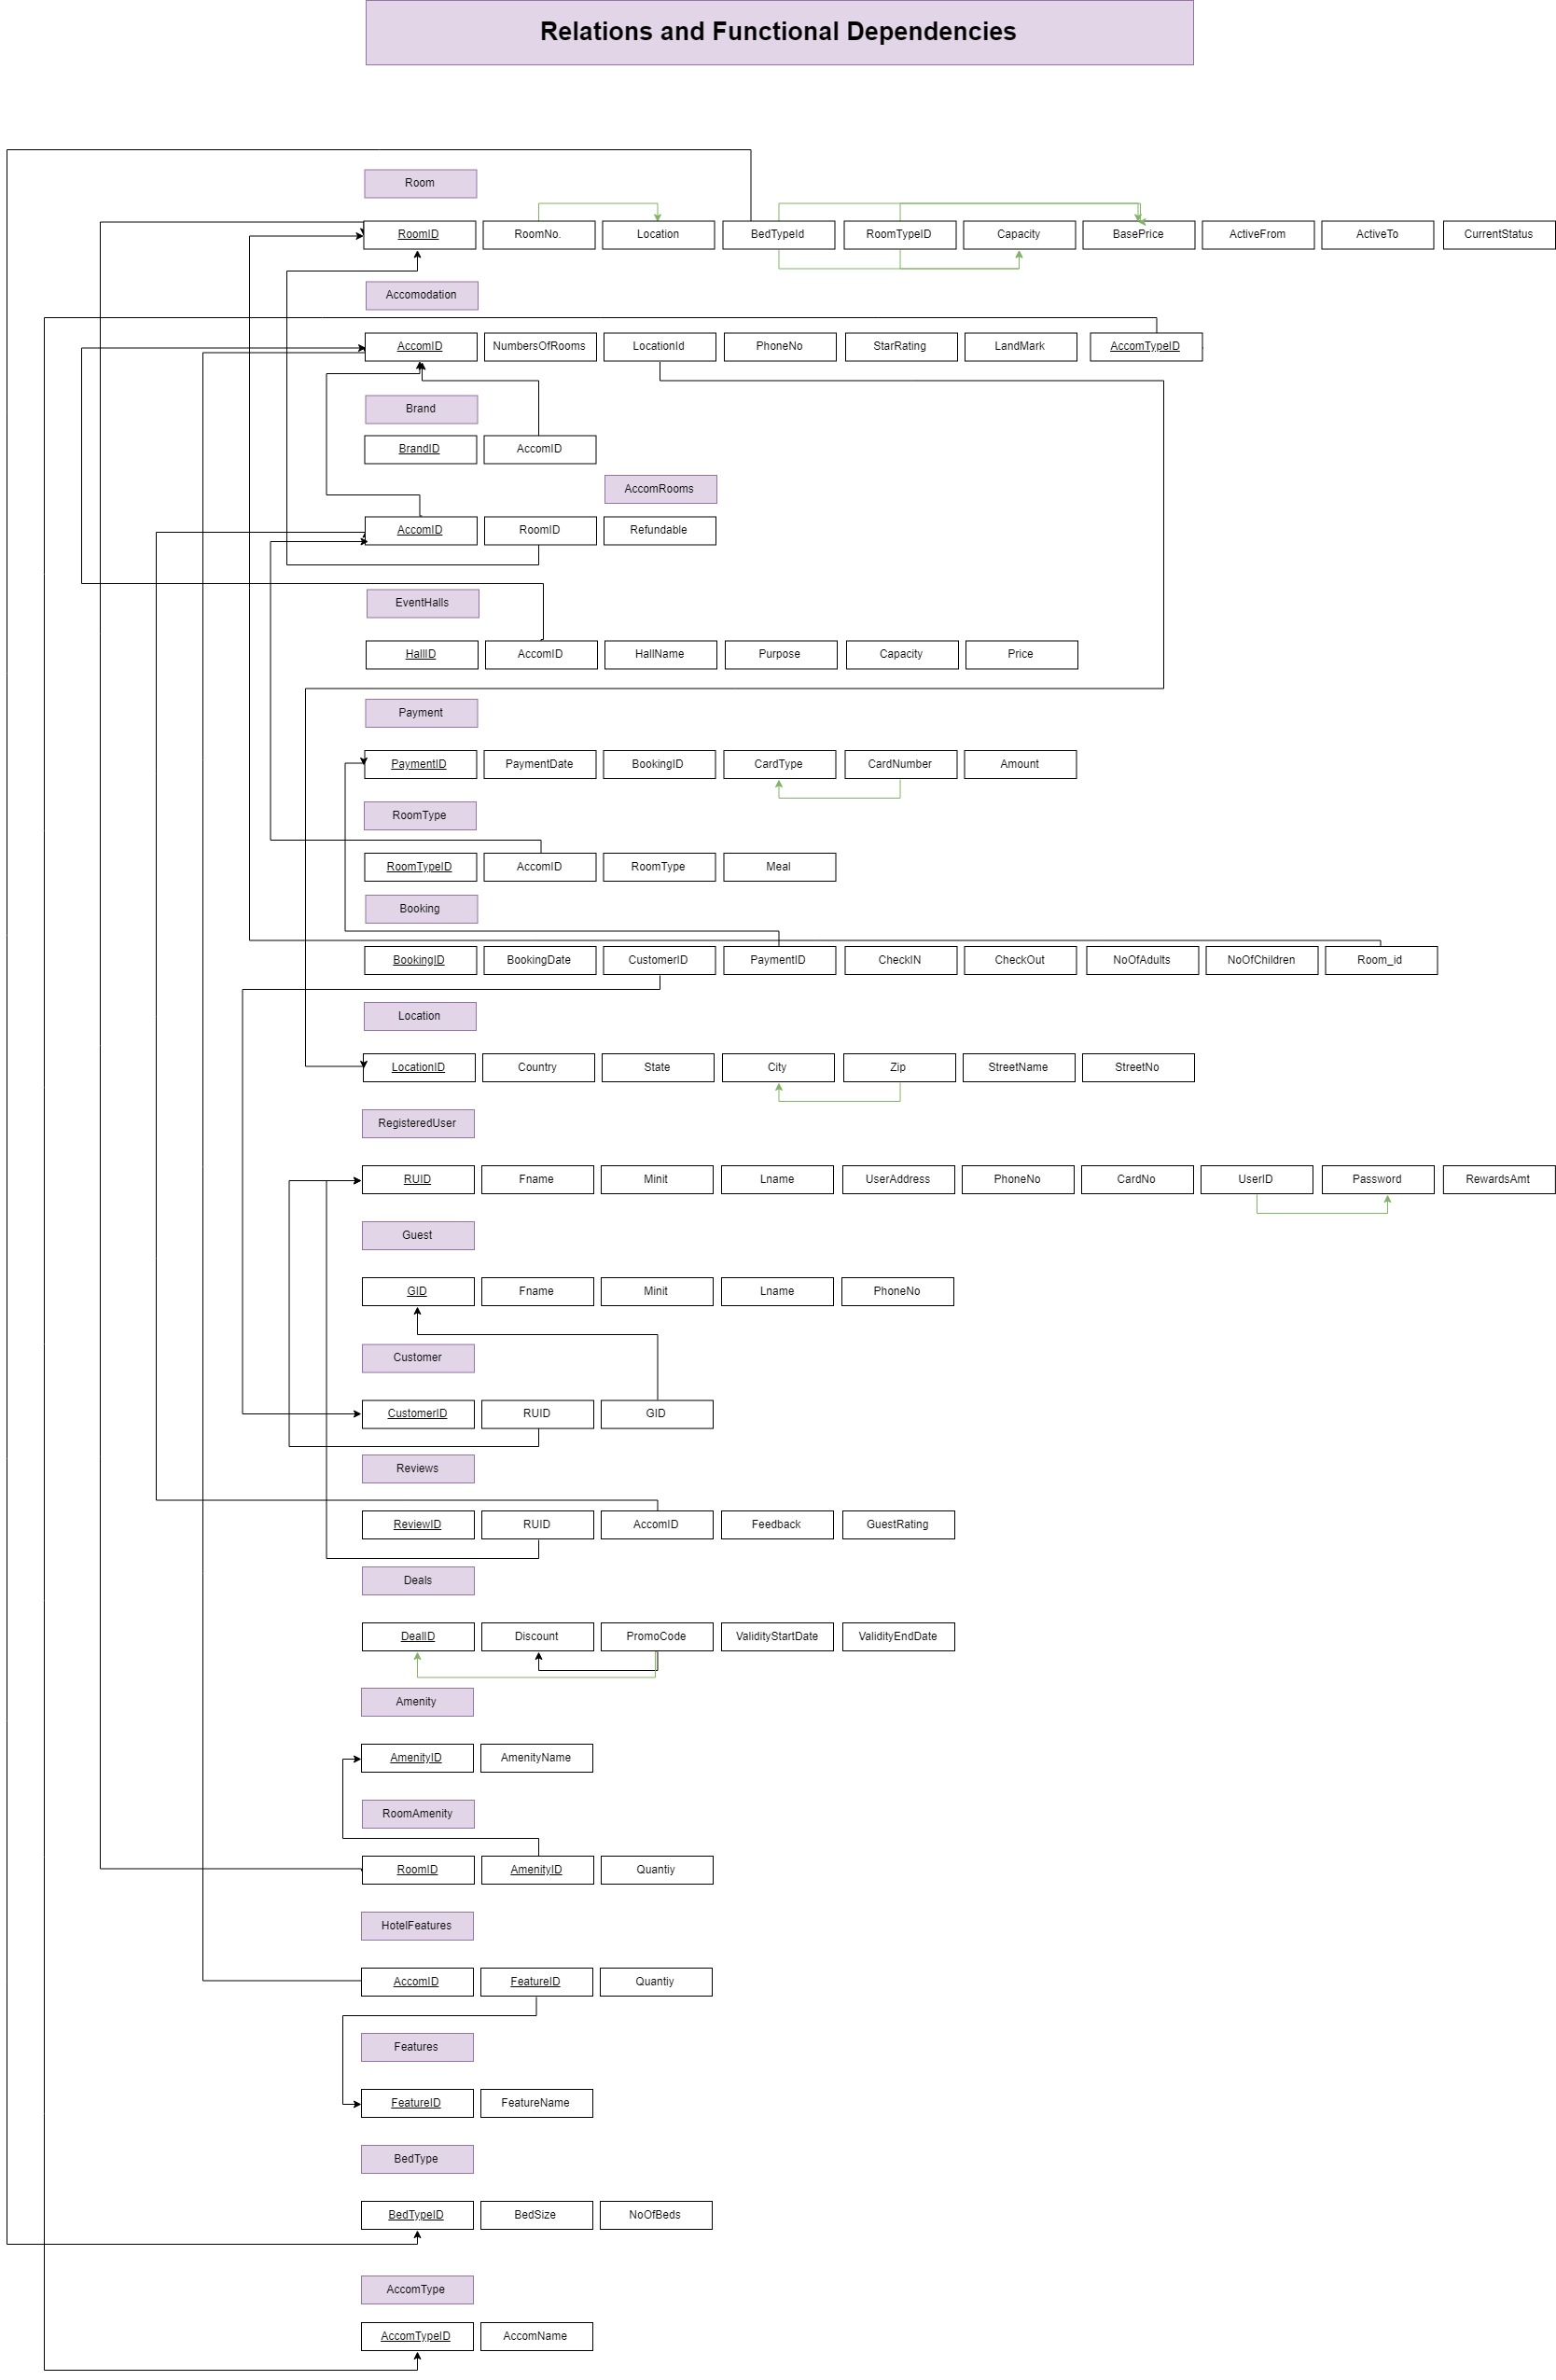 Relations and Functional Dependencies
Room
RoomID RoomNo. Location BedTypeId RoomTypeID Capacity BasePrice ActiveFrom ActiveTo CurrentStatus
Accomodation
AccomID NumbersOfRooms LocationId PhoneNo StarRating LandMark AccomTypeID
Brand
BrandID AccomID
AccomRooms
AccomID RoomID Refundable
EventHalls
HallID AccomID HallName Purpose Capacity Price
Payment
PaymentID PaymentDate BookingID CardType CardNumber Amount
RoomType
RoomTypeID AccomID RoomType Meal
Booking
BookingID BookingDate CustomerID PaymentID CheckIN CheckOut NoOfAdults NoOfChildren Room_id
Location
LocationID Country State City Zip StreetName StreetNo
RegisteredUser
RUID Fname Minit Lname UserAddress PhoneNo CardNo UserID Password RewardsAmt
Guest
GID Fname Minit Lname PhoneNo
Customer
CustomerID RUID GID
Reviews
ReviewID RUID AccomID Feedback GuestRating
Deals
DealID Discount PromoCode ValidityStartDate ValidityEndDate
Amenity
AmenityID AmenityName
RoomAmenity
RoomID AmenityID Quantiy
HotelFeatures
AccomID FeatureID Quantiy
Features
FeatureID FeatureName
BedType
BedTypeID BedSize NoOfBeds
AccomType
AccomTypeID AccomName